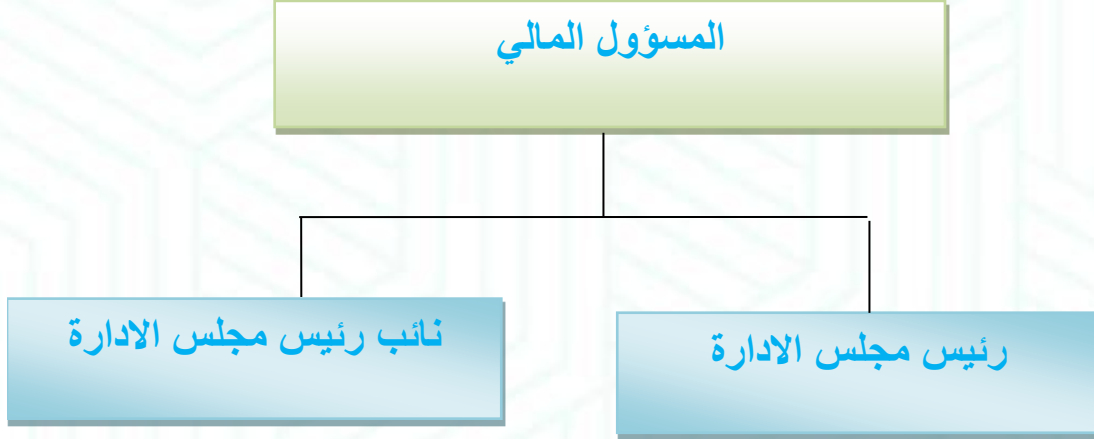 المسؤول المالي
رئيس مجلس الادارة
نائب رئيس مجلس الادارة